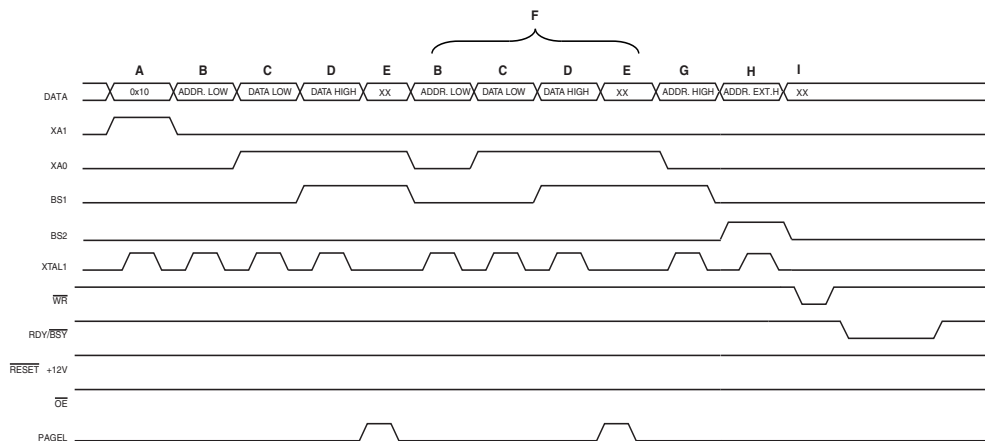 F
A B C D E B C D E G H I
DATA 0x10 ADDR. LOW DATA LOW DATA HIGH XX ADDR. LOW DATA LOW DATA HIGH XX ADDR. HIGH ADDR. EXT.H XX
XA1
XA0
BS1
BS2
XTAL1
WR
RDY/BSY
RESET +12V
OE
PAGEL